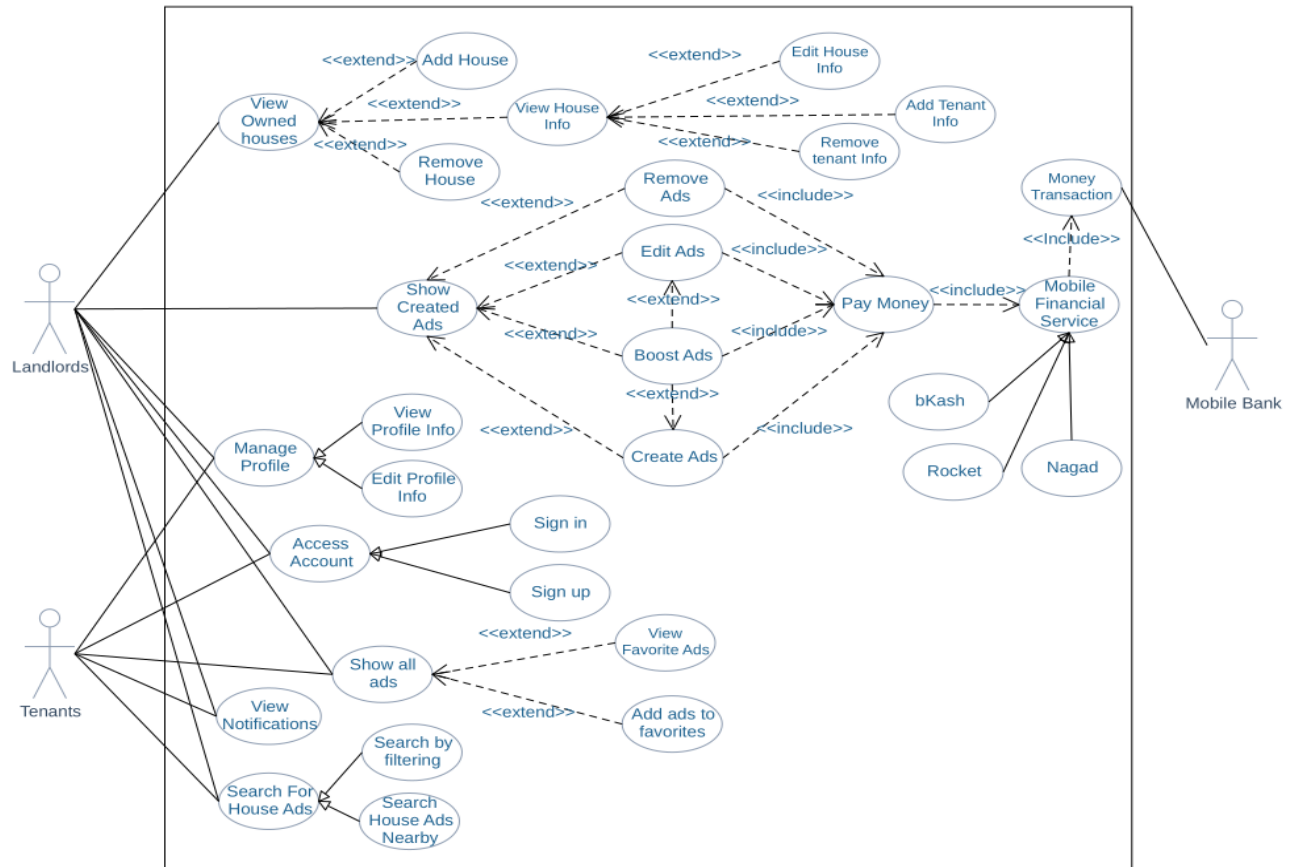 <<extend>>
Add House
<<extend>>
Edit House
Info
View
Owned
houses
<<extend>>
View House
Info
<<extend>>
Add Tenant
Info
<<extend>>
Remove
House
<<extend>>
Remove
tenant Info
Remove
Ads
<<extend>>
<<include>>
Money
Transaction
Edit Ads
<<extend>>
<<include>>
<<Include>>
Show
Created
Ads
<<extend>>
Pay Money
<<include>>
Mobile
Financial
Service
<<extend>>
Boost Ads
<<include>>
Landlords
<<extend>>
bKash
Mobile Bank
View
Profile Info
<<extend>>
<<include>>
Manage
Profile
Create Ads
Edit Profile
Info
Rocket
Nagad
Access
Account
Sign in
Sign up
<<extend>>
View
Favorite Ads
Show all
ads
Tenants
View
Notifications
<<extend>>
Add ads to
favorites
Search by
filtering
Search For
House Ads
Search
House Ads
Nearby